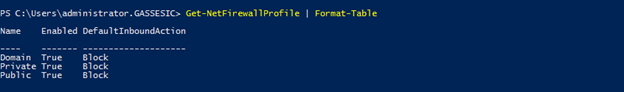 PS C:\Users\administrator.GASSESIC> Get-NetFirewallProfile | Format-Table
Name    Enabled DefaultInboundAction
----    ------- --------------------
Domain  True    Block
Private True    Block
Public  True    Block